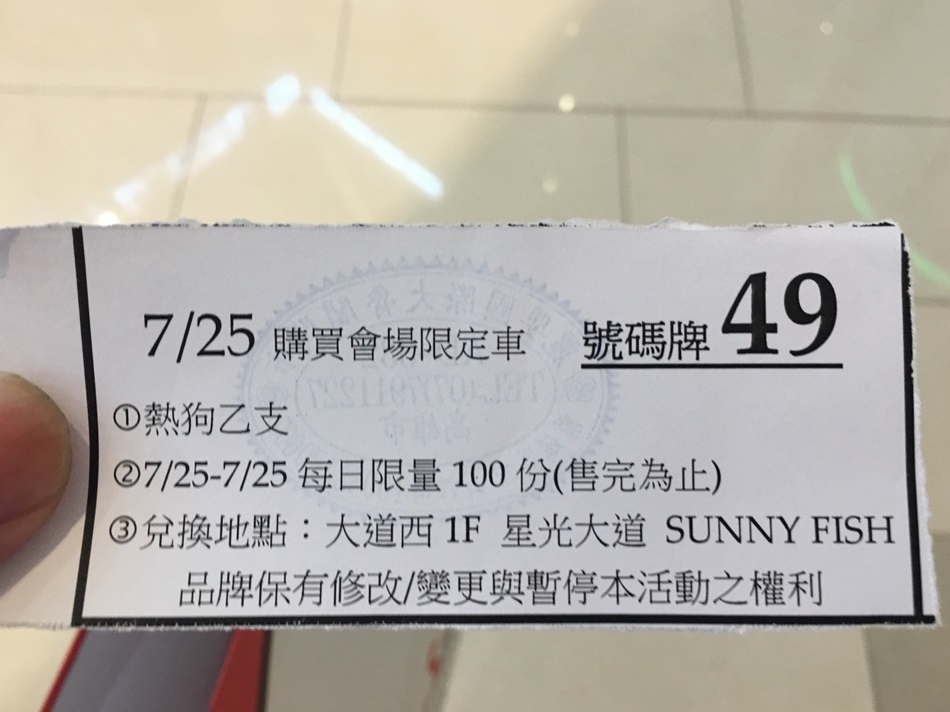 7/25 購買會場限定車 號碼牌 49
①熱狗乙支
②7/25-7/25 每日限量 100 份(售完為止)
③兌換地點：大道西 1F 星光大道 SUNNY FISH
品牌保有修改/變更與暫停本活動之權利